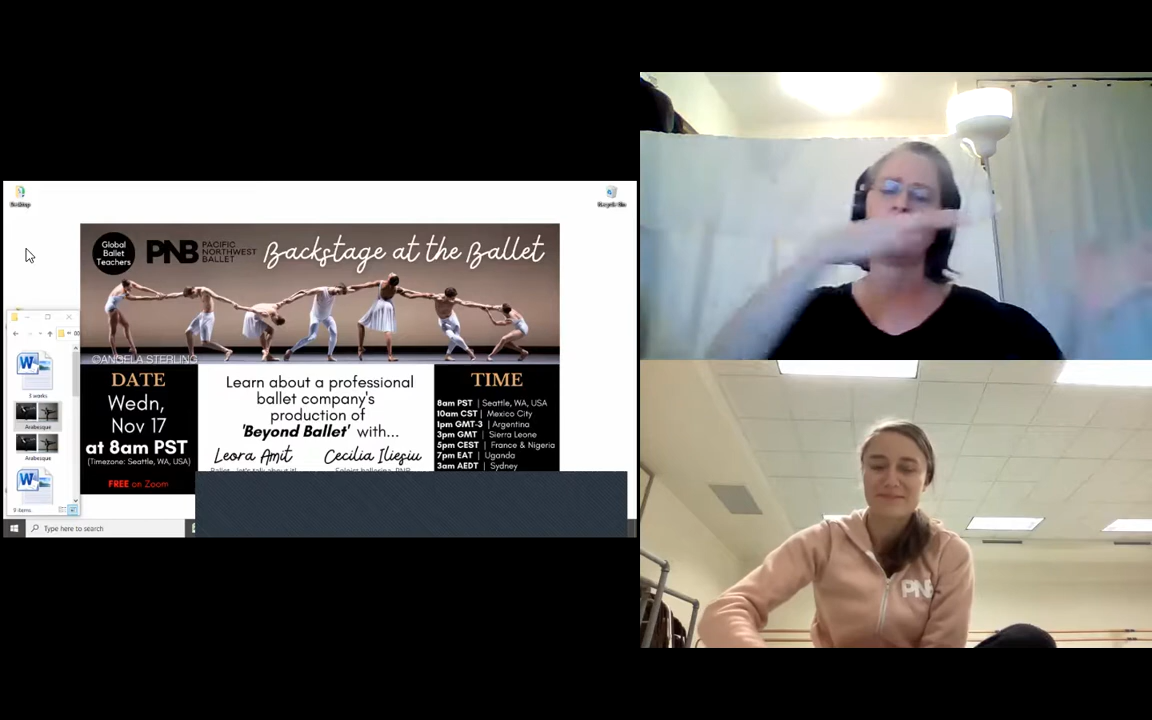 Desktop
Recycle Bin
Global
Ballet
Teachers
PNB
PACIFIC
NORTHWEST
BALLET
Backstage at the Ballet
©ANGELA STERLING
DATE
Wedn,
Nov 17
at 8am PST
(Timezone: Seattle, WA, USA)
FREE on Zoom
Learn about a professional
ballet company's
production of
'Beyond Ballet' with...
Leora Amit
Cecilia Iliesiu
TIME
8am PST | Seattle, WA, USA
10am CST | Mexico City
1pm GMT-3 | Argentina
3pm GMT | Sierra Leone
5pm CEST | France & Nigeria
7pm EAT | Uganda
3am AEDT | Sydney
Arabesque
Arabesque
Type here to search
PNB